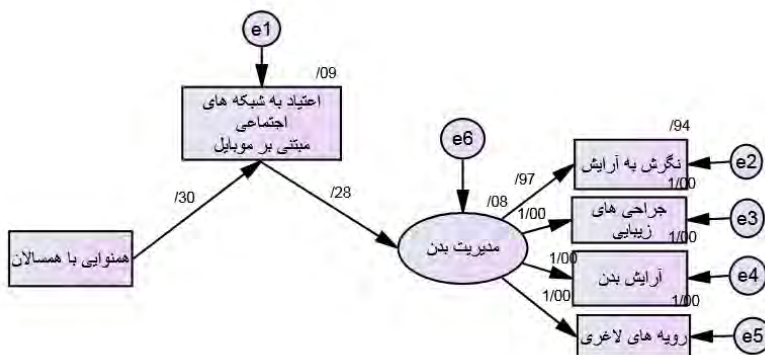 e1
/09
اعتیاد به شبکه های
اجتماعی
مبتنی بر موبایل
/30
/28
همنوایی با همسالان
e6
/08
مدیریت بدن
/97
/94
نگرش به آرایش
e2
1/00
1/00
جراحی های
زیبایی
e3
1/00
1/00
آرایش بدن
e4
1/00
1/00
رویه های لاغری
e5